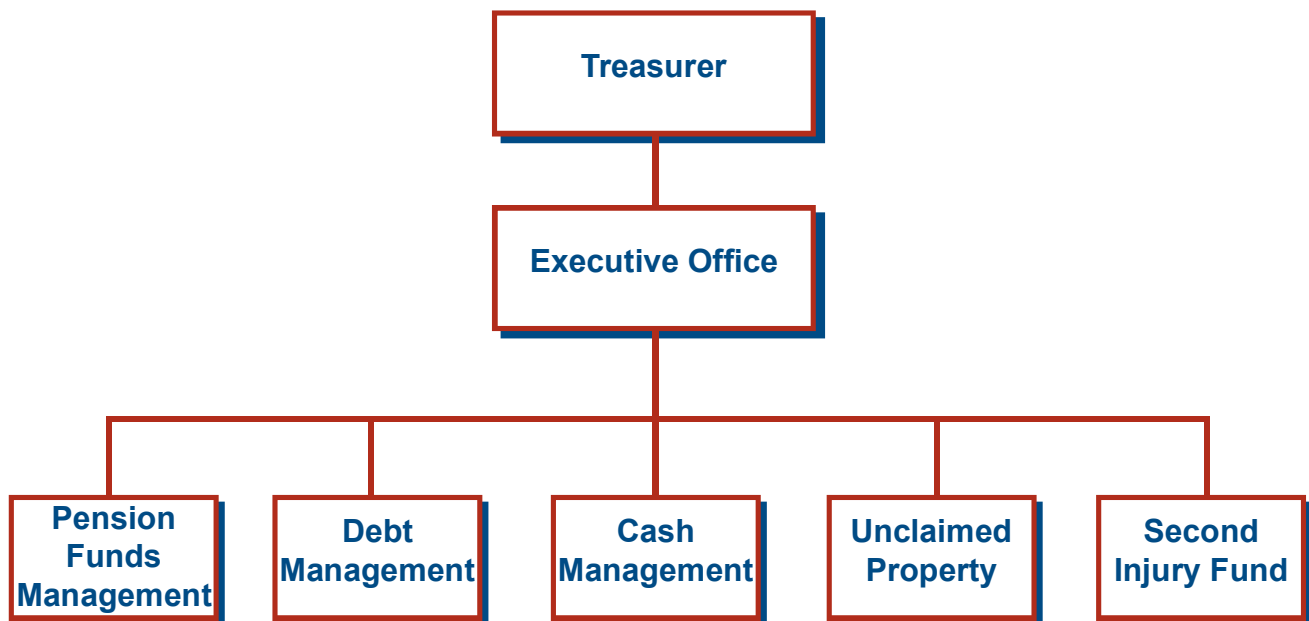 Treasurer
Executive Office
Pension
Funds
Management
Debt
Management
Cash
Management
Unclaimed
Property
Second
Injury Fund